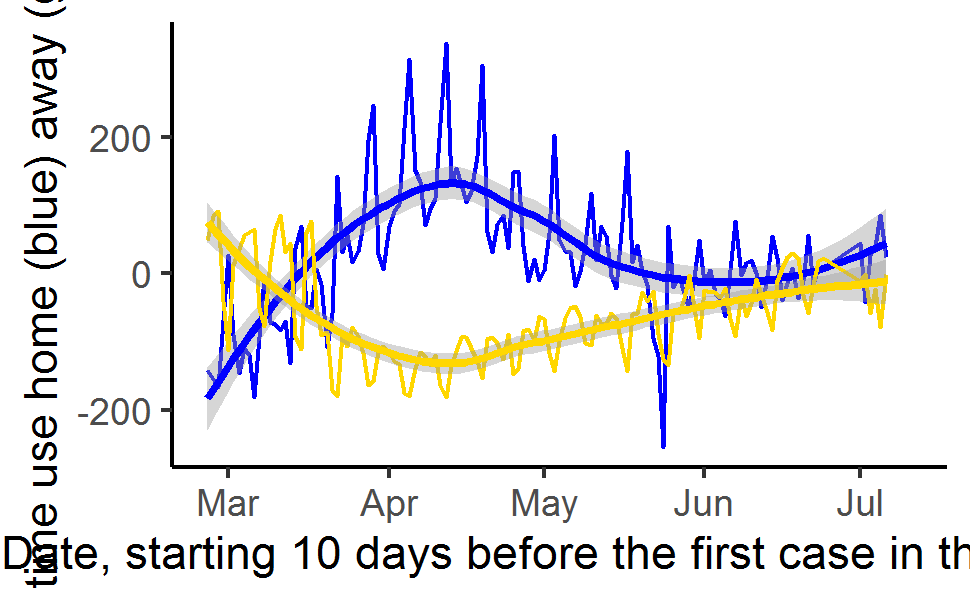 time use home (blue) away (
200
0
-200
Mar Apr May Jun Jul
Date, starting 10 days before the first case in th